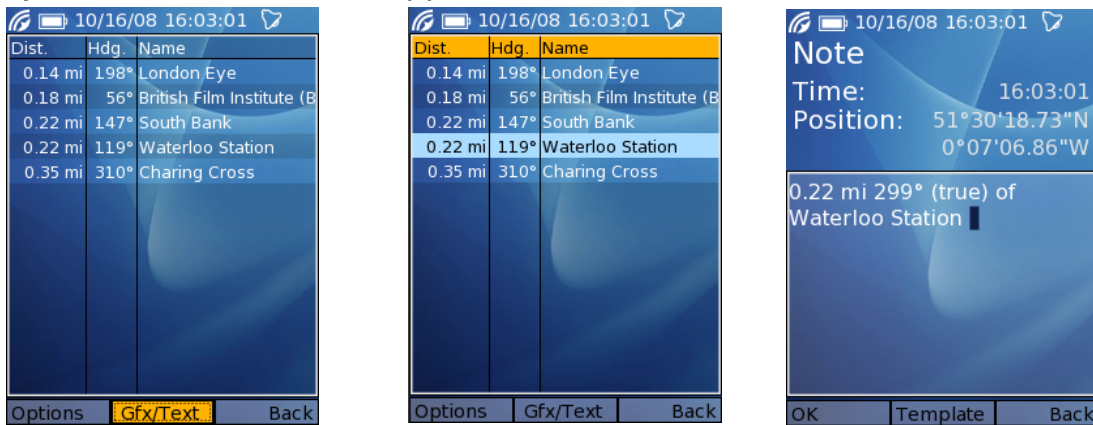 10/16/08 16:03:01
Dist. Hdg. Name
0.14 mi 198° London Eye
0.18 mi 56° British Film Institute (B
0.22 mi 147° South Bank
0.22 mi 119° Waterloo Station
0.35 mi 310° Charing Cross
Options Gfx/Text Back
10/16/08 16:03:01
Dist. Hdg. Name
0.14 mi 198° London Eye
0.18 mi 56° British Film Institute (B
0.22 mi 147° South Bank
0.22 mi 119° Waterloo Station
0.35 mi 310° Charing Cross
Options Gfx/Text Back
10/16/08 16:03:01
Note
Time: 16:03:01
Position: 51°30'18.73"N
0°07'06.86"W
0.22 mi 299° (true) of
Waterloo Station
OK Template Back